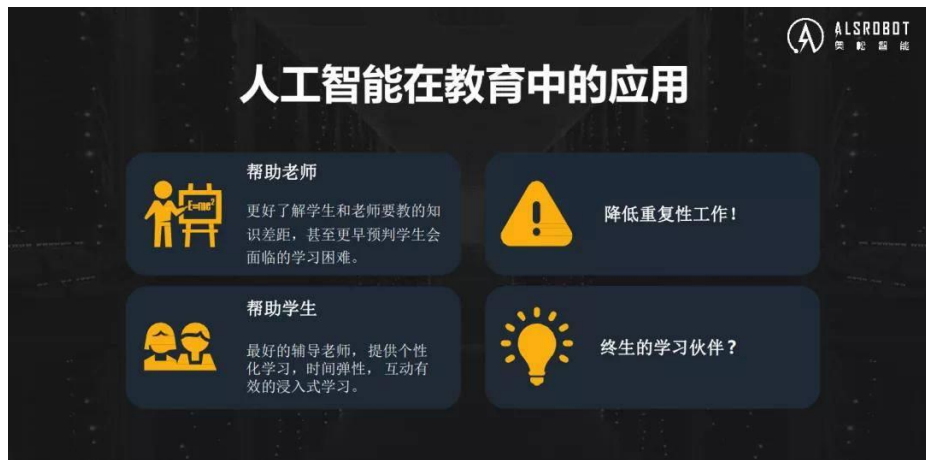 ALSROBOT
奥松智能
人工智能在教育中的应用
帮助老师
更好了解学生和老师要教的知
识差距，甚至更早预判学生会
面临的学习困难。
E=mc²
降低重复性工作！
帮助学生
最好的辅导老师，提供个性
化学习，时间弹性，互动有
效的浸入式学习。
终生的学习伙伴？